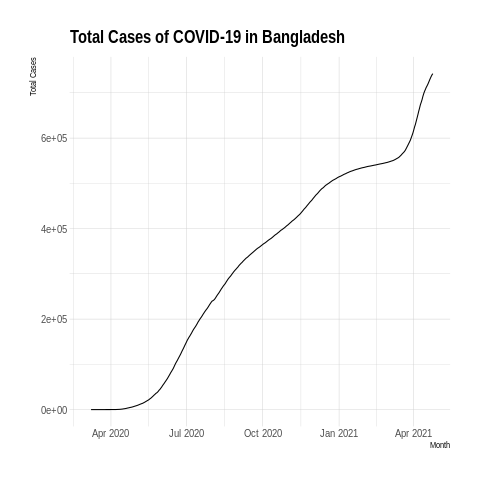 Total Cases of COVID-19 in Bangladesh
Total Cases
6e+05
4e+05
2e+05
0e+00
Apr 2020 Jul 2020 Oct 2020 Jan 2021 Apr 2021
Month